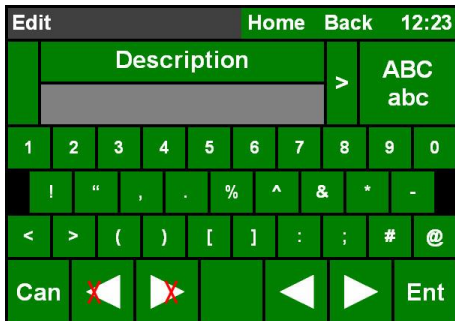 Edit Home Back 12:23
Description
> ABC
abc
1 2 3 4 5 6 7 8 9 0
! “ , . % ^ & * -
< > ( ) [ ] : ; # @
Can Ent